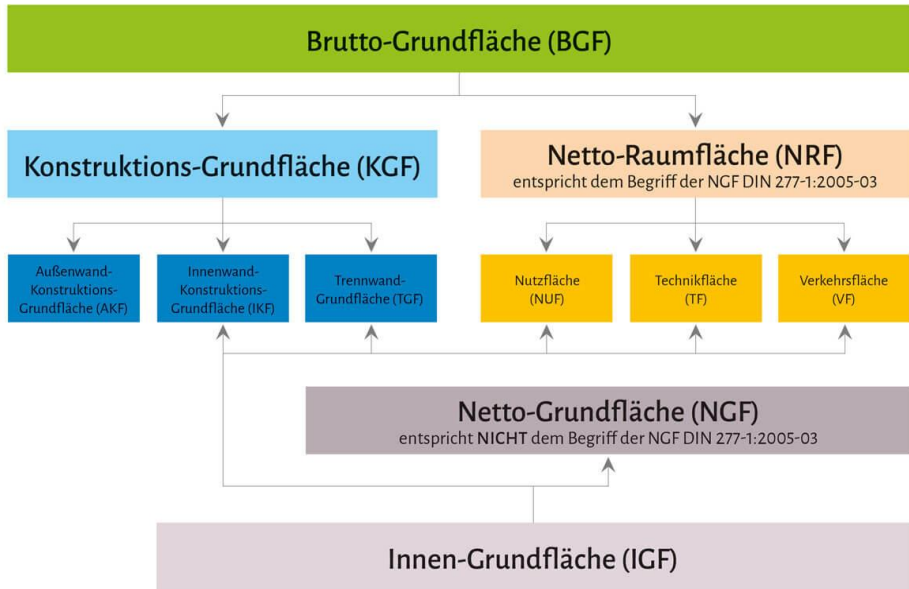 Brutto-Grundfläche (BGF)
Konstruktions-Grundfläche (KGF)
Netto-Raumfläche (NRF)
entspricht dem Begriff der NGF DIN 277-1:2005-03
Außenwand-
Konstruktions-
Grundfläche (AKF)
Innenwand-
Konstruktions-
Grundfläche (IKF)
Trennwand-
Grundfläche (TGF)
Nutzfläche
(NUF)
Technikfläche
(TF)
Verkehrsfläche
(VF)
Netto-Grundfläche (NGF)
entspricht NICHT dem Begriff der NGF DIN 277-1:2005-03
Innen-Grundfläche (IGF)